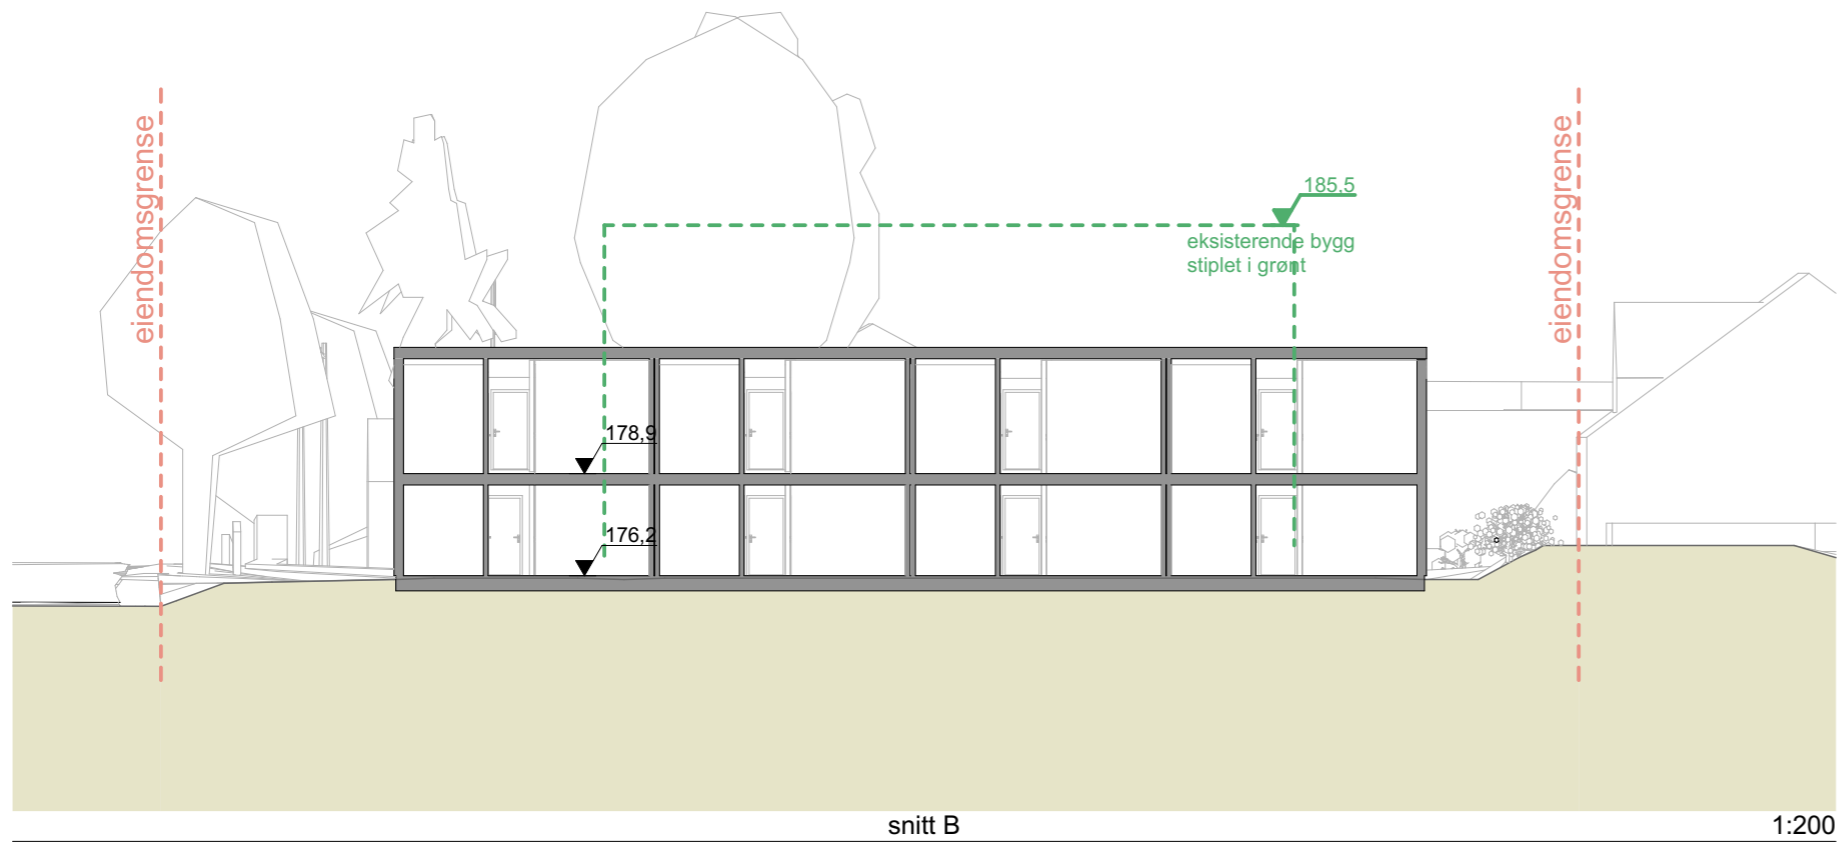 eiendomsgrense
eiendomsgrense
185,5
eksisterende bygg
stiplet i grønt
178,9
176,2
snitt B
1:200